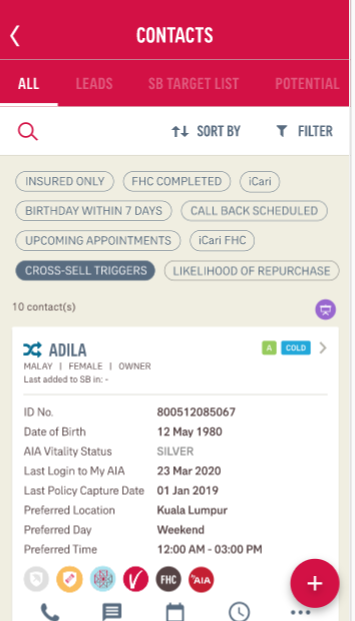 CONTACTS
ALL LEADS SB TARGET LIST POTENTIAL
SORT BY FILTER
INSURED ONLY FHC COMPLETED iCari
BIRTHDAY WITHIN 7 DAYS CALL BACK SCHEDULED
UPCOMING APPOINTMENTS iCari FHC
CROSS-SELL TRIGGERS LIKELIHOOD OF REPURCHASE
10 contact(s)
ADILA A COLD
MALAY | FEMALE | OWNER
Last added to SB in: -
ID No. 800512085067
Date of Birth 12 May 1980
AIA Vitality Status SILVER
Last Login to My AIA 23 Mar 2020
Last Policy Capture Date 01 Jan 2019
Preferred Location Kuala Lumpur
Preferred Day Weekend
Preferred Time 12:00 AM - 03:00 PM
FHC AIA